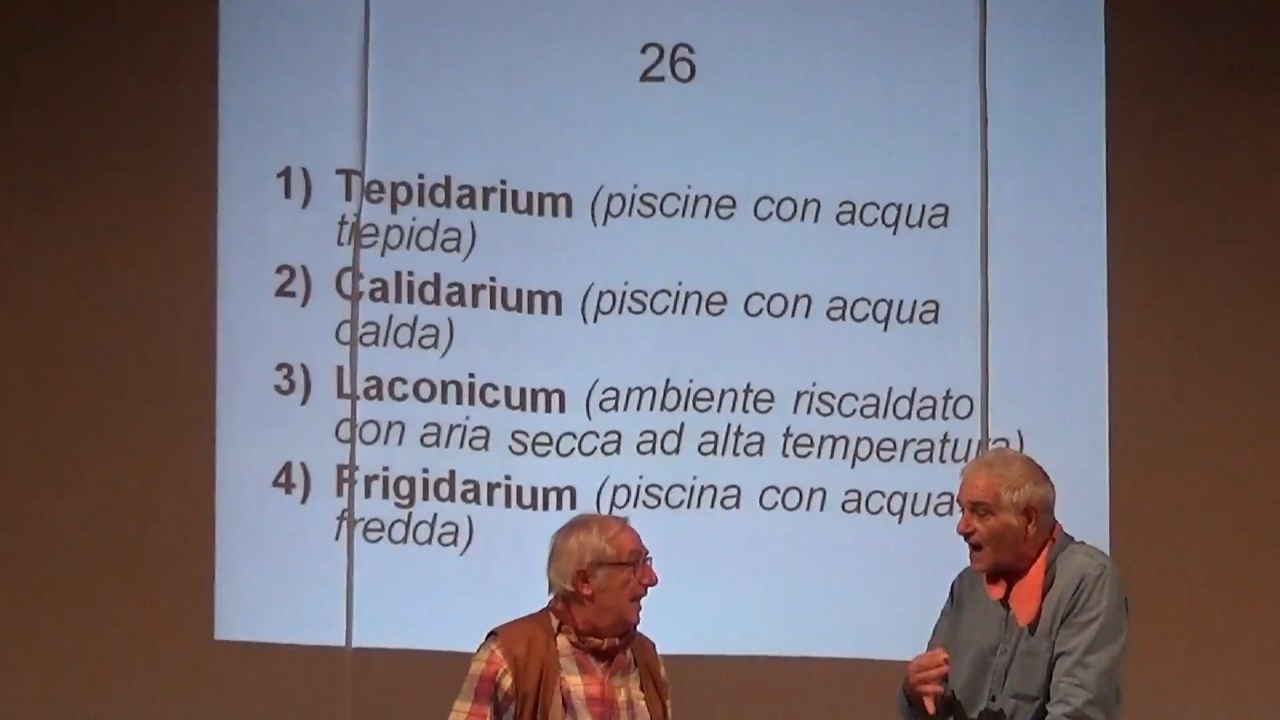 26
1) Tepidarium (piscine con acqua
tiepida)
2) Calidarium (piscine con acqua
calda)
3) Laconicum (ambiente riscaldato
con aria secca ad alta temperatura)
4) Frigidarium (piscina con acqua
fredda)